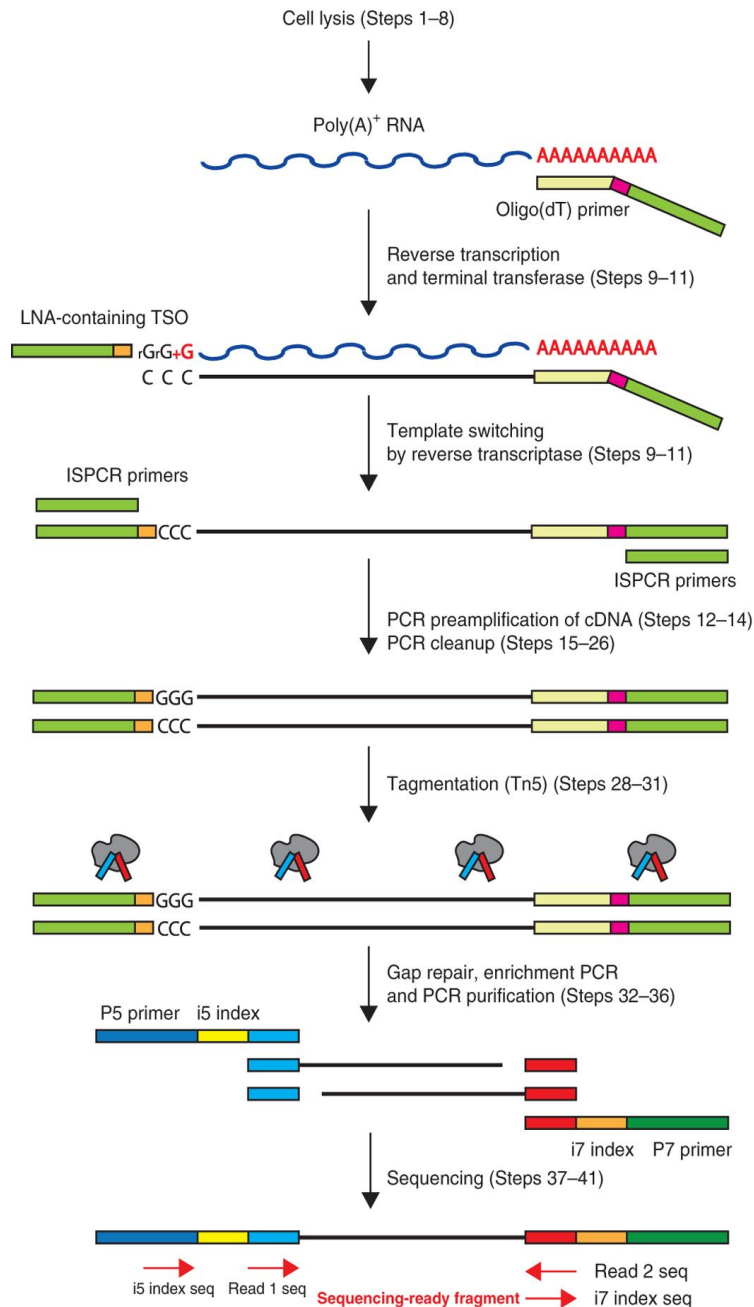 Cell lysis (Steps 1–8)
Poly(A)+ RNA
AAAAAAAAAA
Oligo(dT) primer
Reverse transcription
and terminal transferase (Steps 9–11)
LNA-containing TSO
rGrG+G
AAAAAAAAAA
C C C
Template switching
by reverse transcriptase (Steps 9–11)
ISPCR primers
CCC
ISPCR primers
PCR preamplification of cDNA (Steps 12–14)
PCR cleanup (Steps 15–26)
GGG
CCC
Tagmentation (Tn5) (Steps 28–31)
GGG
CCC
Gap repair, enrichment PCR
and PCR purification (Steps 32–36)
P5 primer i5 index
i7 index P7 primer
Sequencing (Steps 37–41)
i5 index seq Read 1 seq Read 2 seq
Sequencing-ready fragment i7 index seq